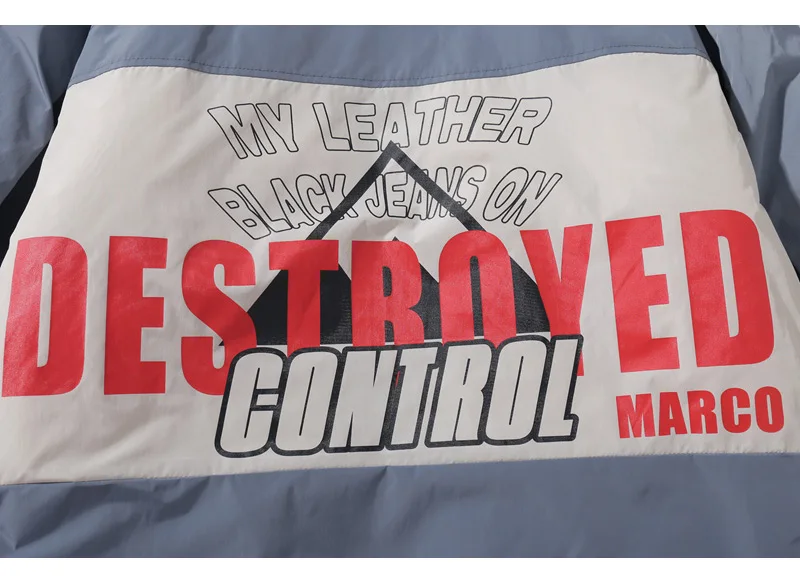 MY LEATHER
BLACK JEANS ON
DESTROYED
CONTROL
MARCO